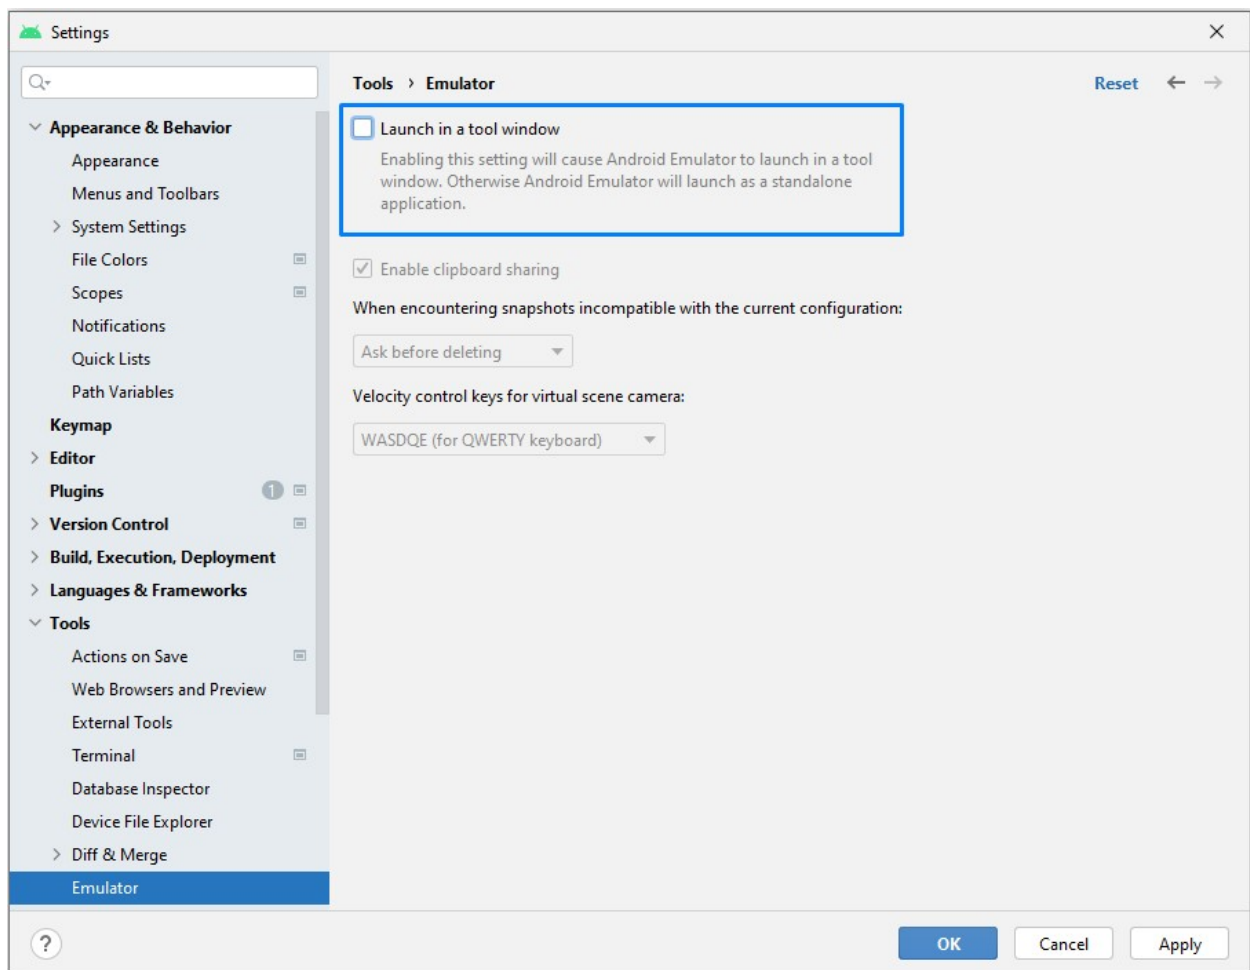 Settings
Appearance & Behavior
Appearance
Menus and Toolbars
System Settings
File Colors
Scopes
Notifications
Quick Lists
Path Variables
Keymap
Editor
Plugins 1
Version Control
Build, Execution, Deployment
Languages & Frameworks
Tools
Actions on Save
Web Browsers and Preview
External Tools
Terminal
Database Inspector
Device File Explorer
Diff & Merge
Emulator
Tools › Emulator
Reset
Launch in a tool window
Enabling this setting will cause Android Emulator to launch in a tool
window. Otherwise Android Emulator will launch as a standalone
application.
Enable clipboard sharing
When encountering snapshots incompatible with the current configuration:
Ask before deleting
Velocity control keys for virtual scene camera:
WASDQE (for QWERTY keyboard)
?
OK
Cancel
Apply